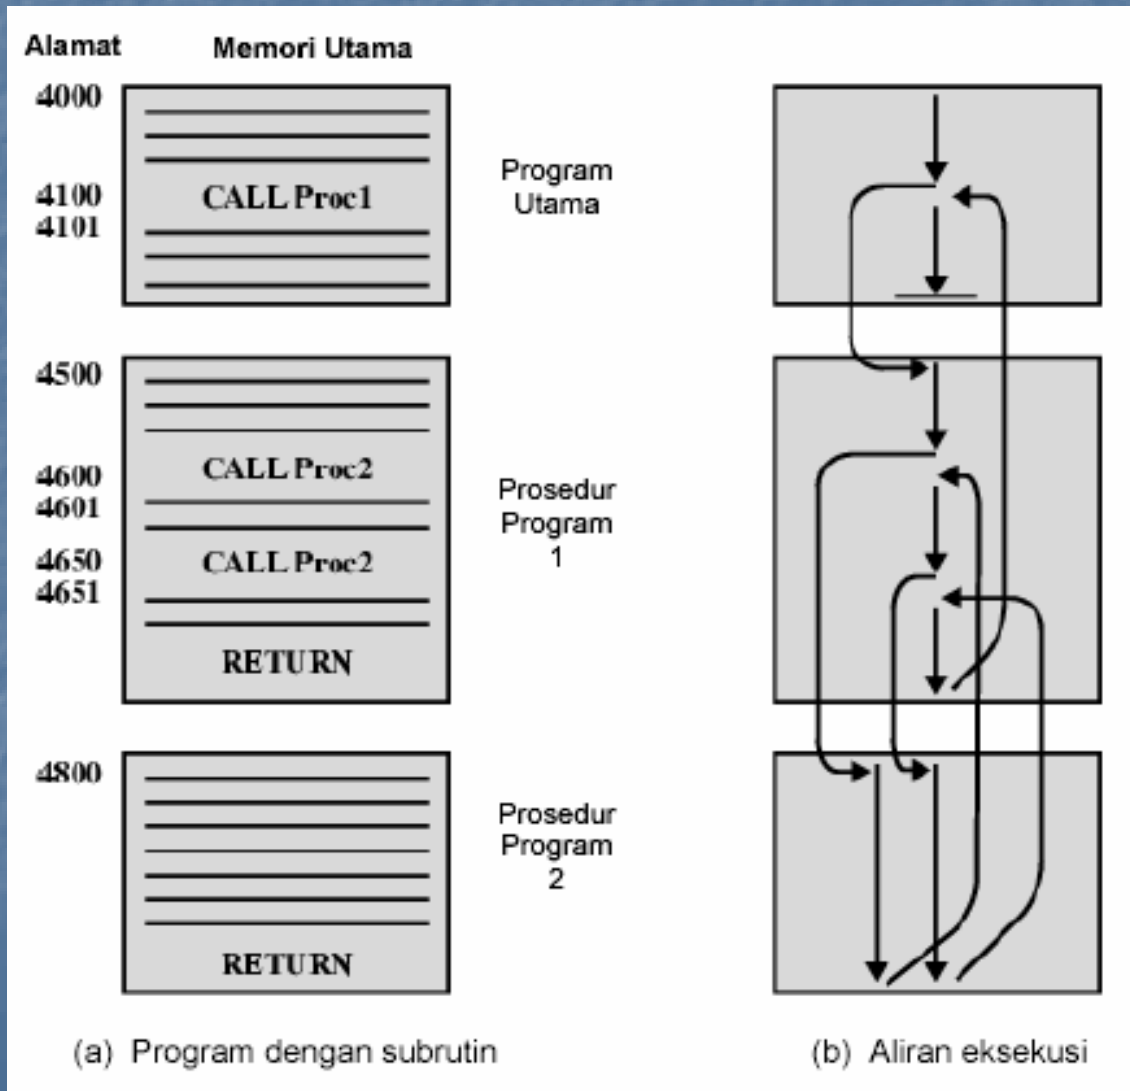 Alamat Memori Utama
4000
4100 CALL Proc1
4101
Program
Utama
4500
4600 CALL Proc2
4601
4650 CALL Proc2
4651
RETURN
Prosedur
Program
1
4800
RETURN
Prosedur
Program
2
(a) Program dengan subrutin
(b) Aliran eksekusi